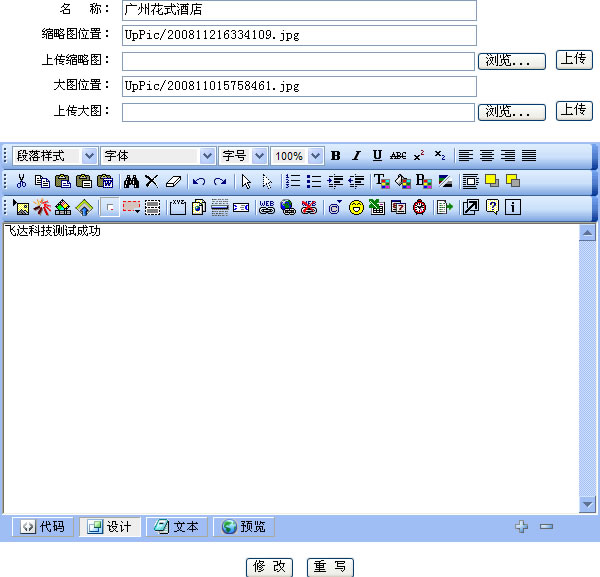 名 称：广州花式酒店
缩略图位置：UpPic/200811216334109.jpg
上传缩略图：浏览... 上传
大图位置：UpPic/200811015758461.jpg
上传大图：浏览... 上传
段落样式 字体 字号 100% B I U ABC x² x₂
飞达科技测试成功
代码 设计 文本 预览
修 改 重 写